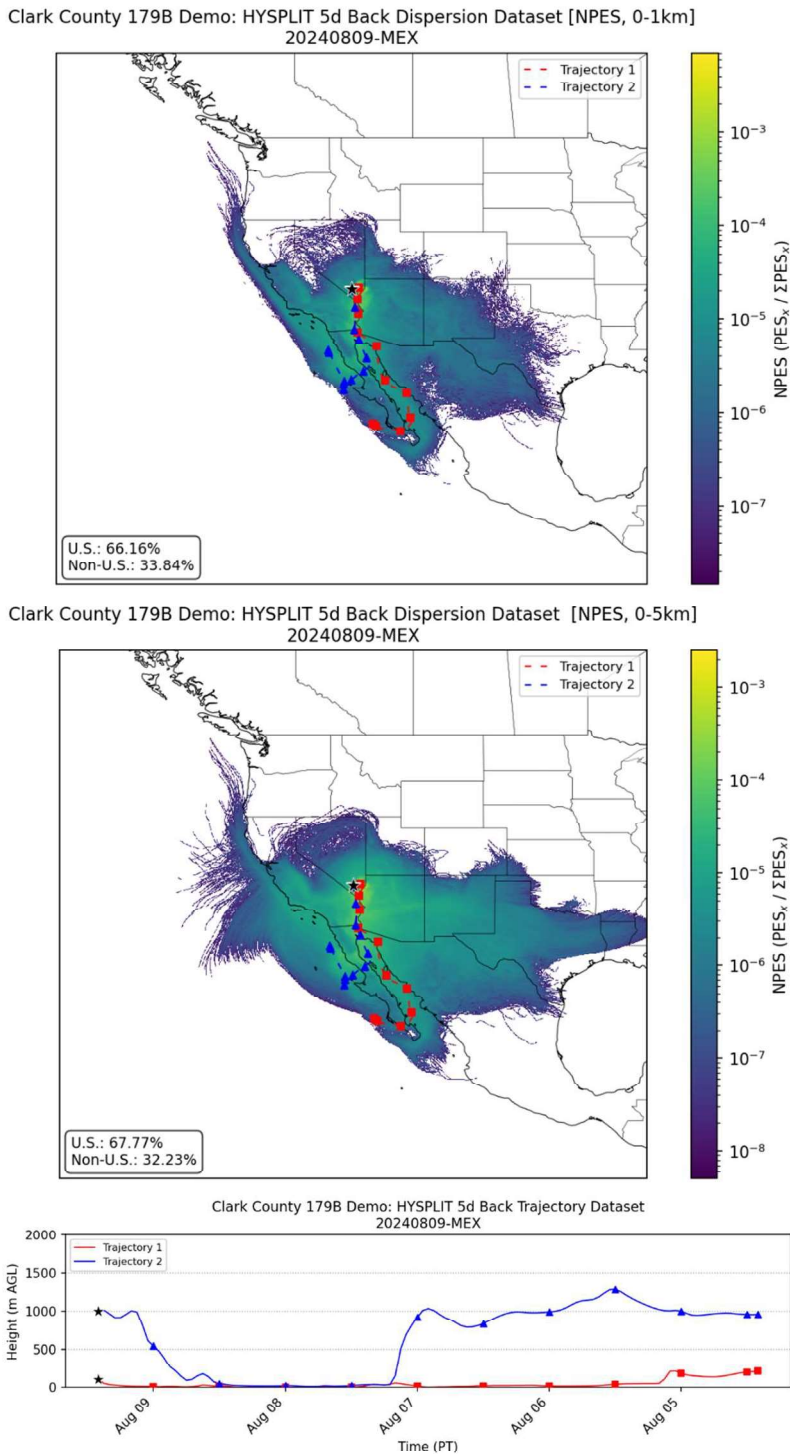 Clark County 179B Demo: HYSPLIT 5d Back Dispersion Dataset [NPES, 0-1km]
20240809-MEX
Trajectory 1
Trajectory 2
10⁻³
10⁻⁴
10⁻⁵
10⁻⁶
10⁻⁷
NPES (PESₓ / ΣPESₓ)
U.S.: 66.16%
Non-U.S.: 33.84%
Clark County 179B Demo: HYSPLIT 5d Back Dispersion Dataset [NPES, 0-5km]
20240809-MEX
Trajectory 1
Trajectory 2
10⁻³
10⁻⁴
10⁻⁵
10⁻⁶
10⁻⁷
10⁻⁸
NPES (PESₓ / ΣPESₓ)
U.S.: 67.77%
Non-U.S.: 32.23%
Clark County 179B Demo: HYSPLIT 5d Back Trajectory Dataset
20240809-MEX
Trajectory 1
Trajectory 2
Height (m AGL)
2000
1500
1000
500
0
Aug 09
Aug 08
Aug 07
Aug 06
Aug 05
Time (PT)